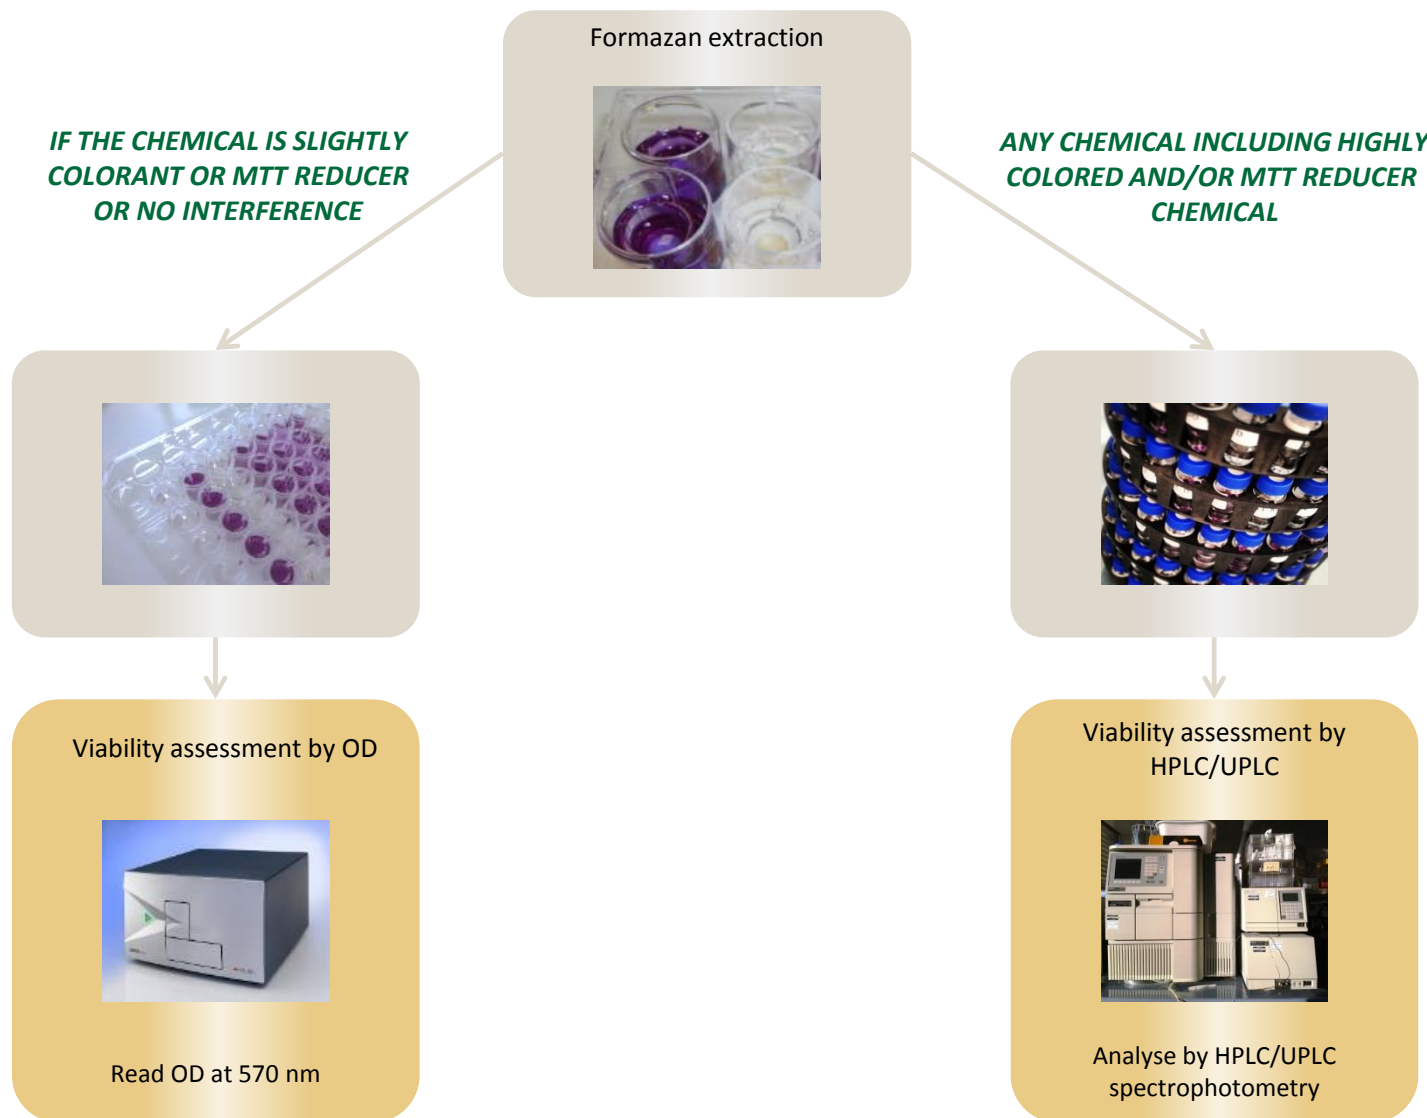 Formazan extraction
IF THE CHEMICAL IS SLIGHTLY
COLORANT OR MTT REDUCER
OR NO INTERFERENCE
ANY CHEMICAL INCLUDING HIGHLY
COLORED AND/OR MTT REDUCER
CHEMICAL
Viability assessment by OD
Read OD at 570 nm
Viability assessment by
HPLC/UPLC
Analyse by HPLC/UPLC
spectrophotometry